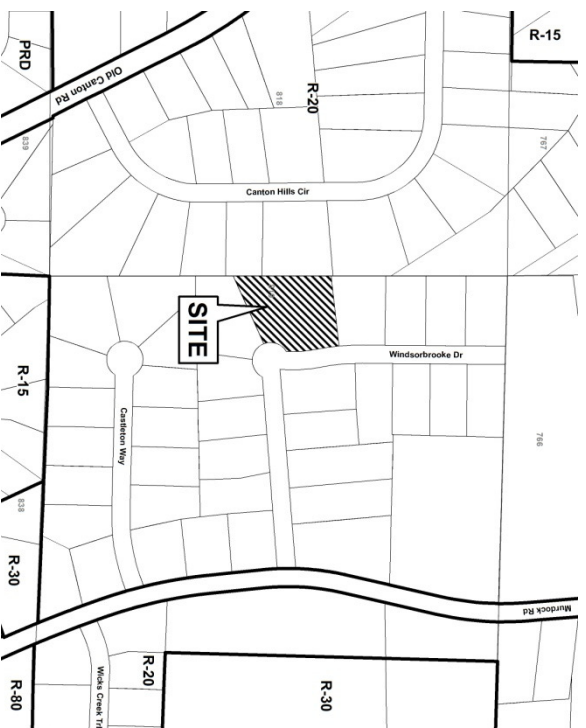 R-15
PRD
Old Canton Rd
R-20
818
839
767
Canton Hills Cir
SITE
Windsorbrooke Dr
R-15
Castleton Way
766
838
R-30
Murdock Rd
R-20
R-30
Wicks Creek Trl
R-80